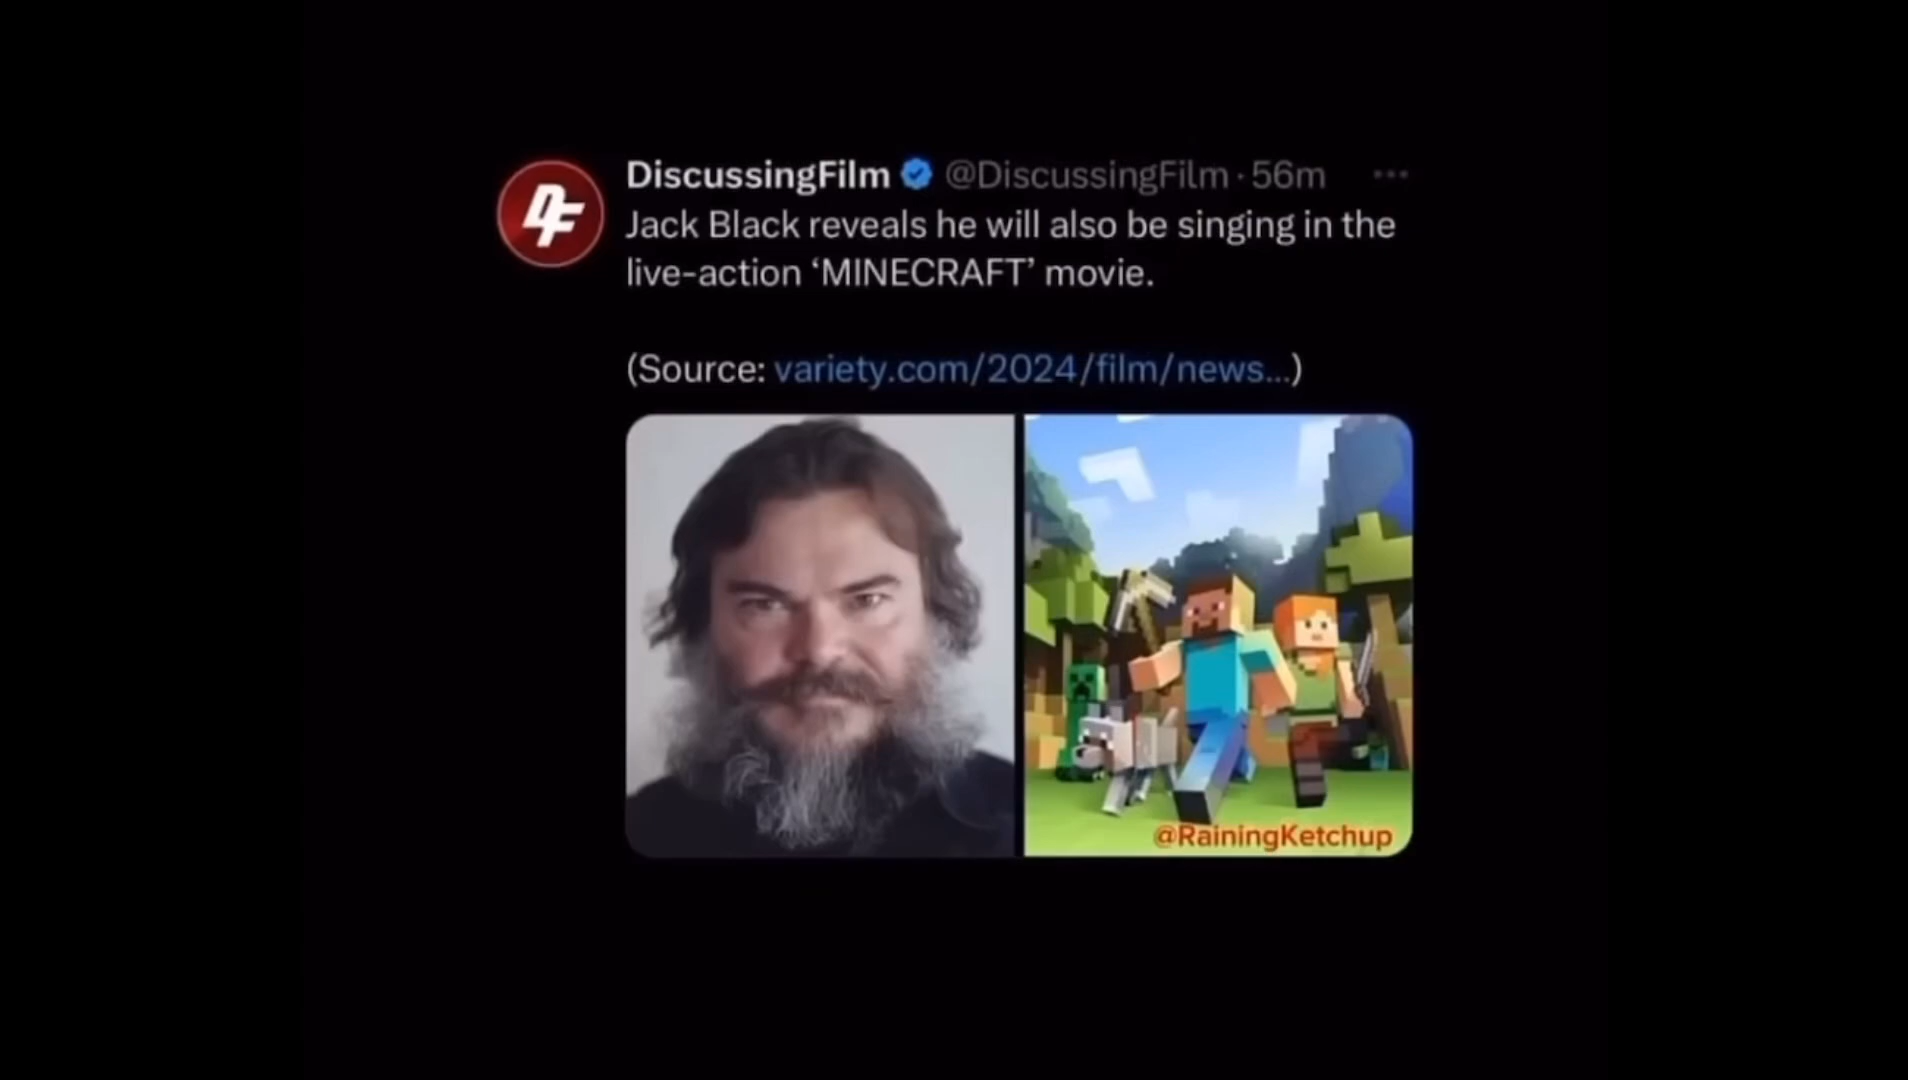 DiscussingFilm @DiscussingFilm · 56m
Jack Black reveals he will also be singing in the
live-action ‘MINECRAFT’ movie.
(Source: variety.com/2024/film/news...)
DF
@RainingKetchup